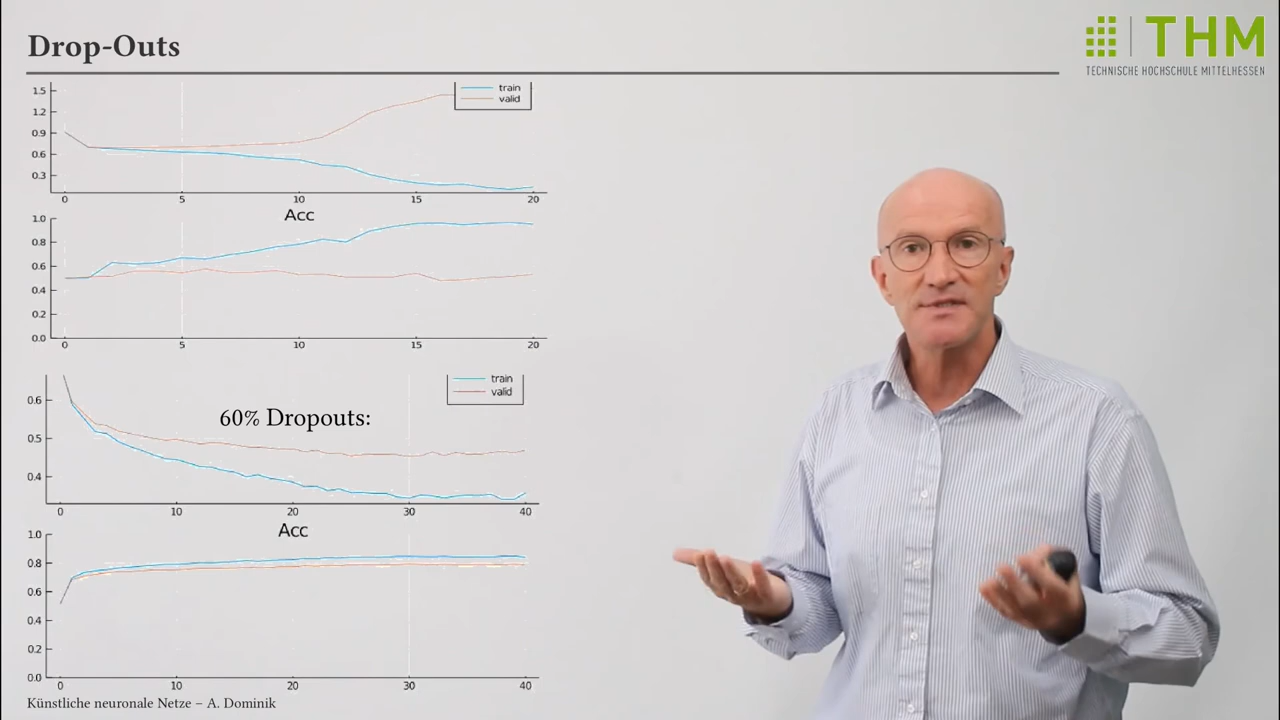 Drop-Outs
THM
TECHNISCHE HOCHSCHULE MITTELHESSEN
1.5
1.2
0.9
0.6
0.3
train
valid
0 5 10 15 20
Acc
1.0
0.8
0.6
0.4
0.2
0.0
0 5 10 15 20
train
valid
60% Dropouts:
0.6
0.5
0.4
0 10 20 30 40
Acc
1.0
0.8
0.6
0.4
0.2
0.0
0 10 20 30 40
Künstliche neuronale Netze – A. Dominik